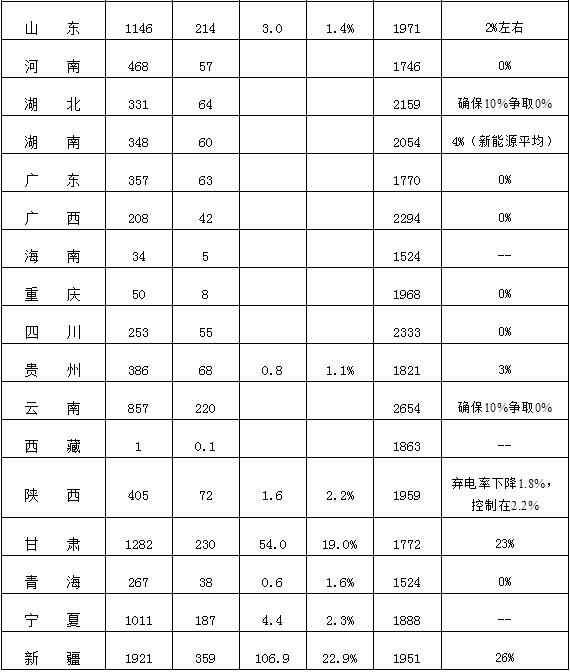 山 东 1146 214 3.0 1.4% 1971 2%左右
河 南 468 57 1746 0%
湖 北 331 64 2159 确保10%争取0%
湖 南 348 60 2054 4%（新能源平均）
广 东 357 63 1770 0%
广 西 208 42 2294 0%
海 南 34 5 1524 --
重 庆 50 8 1968 0%
四 川 253 55 2333 0%
贵 州 386 68 0.8 1.1% 1821 3%
云 南 857 220 2654 确保10%争取0%
西 藏 1 0.1 1863 --
陕 西 405 72 1.6 2.2% 1959 弃电率下降1.8%，
控制在2.2%
甘 肃 1282 230 54.0 19.0% 1772 23%
青 海 267 38 0.6 1.6% 1524 0%
宁 夏 1011 187 4.4 2.3% 1888 --
新 疆 1921 359 106.9 22.9% 1951 26%